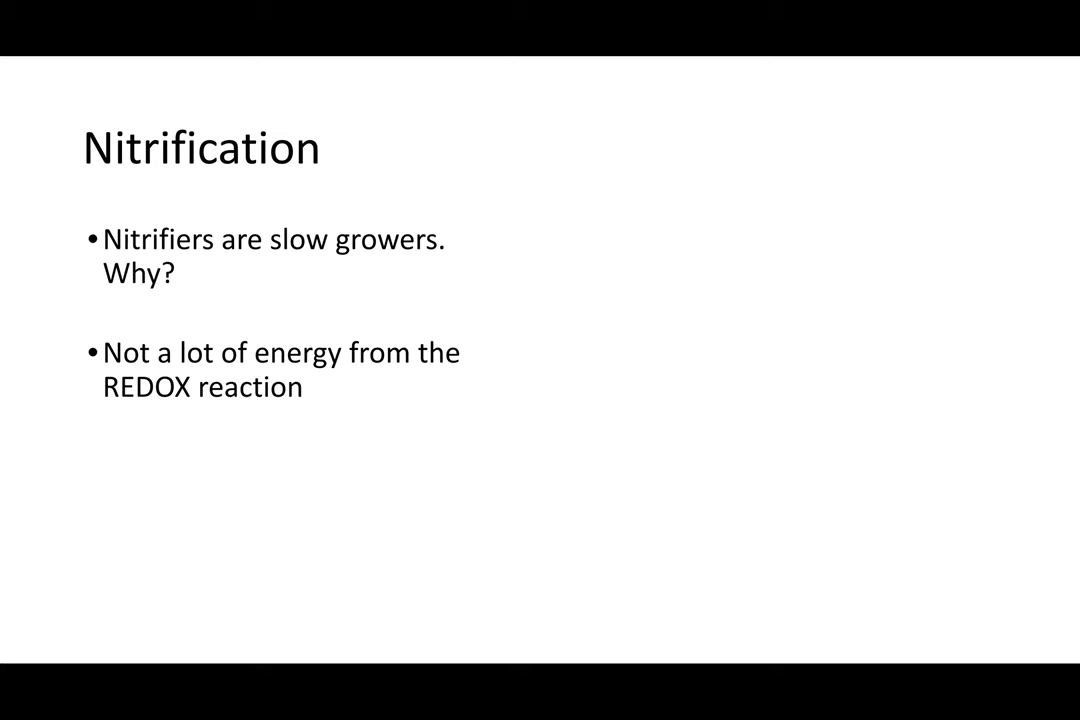 Nitrification
•Nitrifiers are slow growers.
Why?
•Not a lot of energy from the
REDOX reaction